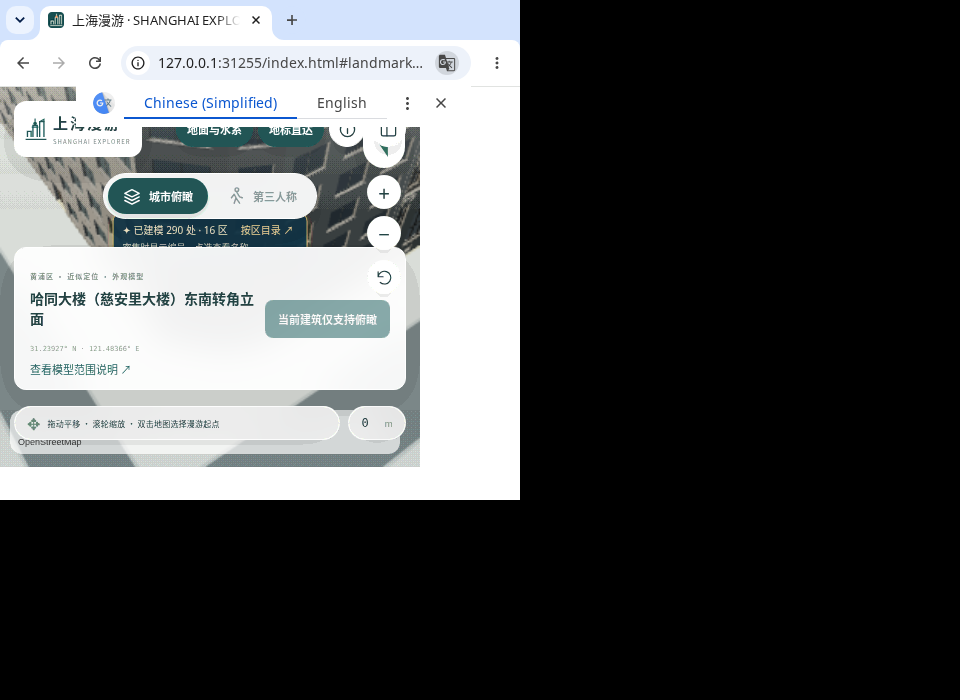 上海漫游 · SHANGHAI EXPLO
127.0.0.1:31255/index.html#landmark...
Chinese (Simplified)
English
上海漫游
SHANGHAI EXPLORER
地面与水系
地标直达
城市俯瞰
第三人称
✦ 已建模 290 处 · 16 区
按区目录 ↗
黄浦区 · 近似定位 · 外观模型
哈同大楼（慈安里大楼）东南转角立
面
当前建筑仅支持俯瞰
31.23927° N · 121.48366° E
查看模型范围说明 ↗
拖动平移 · 滚轮缩放 · 双击地图选择漫游起点
0 m
OpenStreetMap